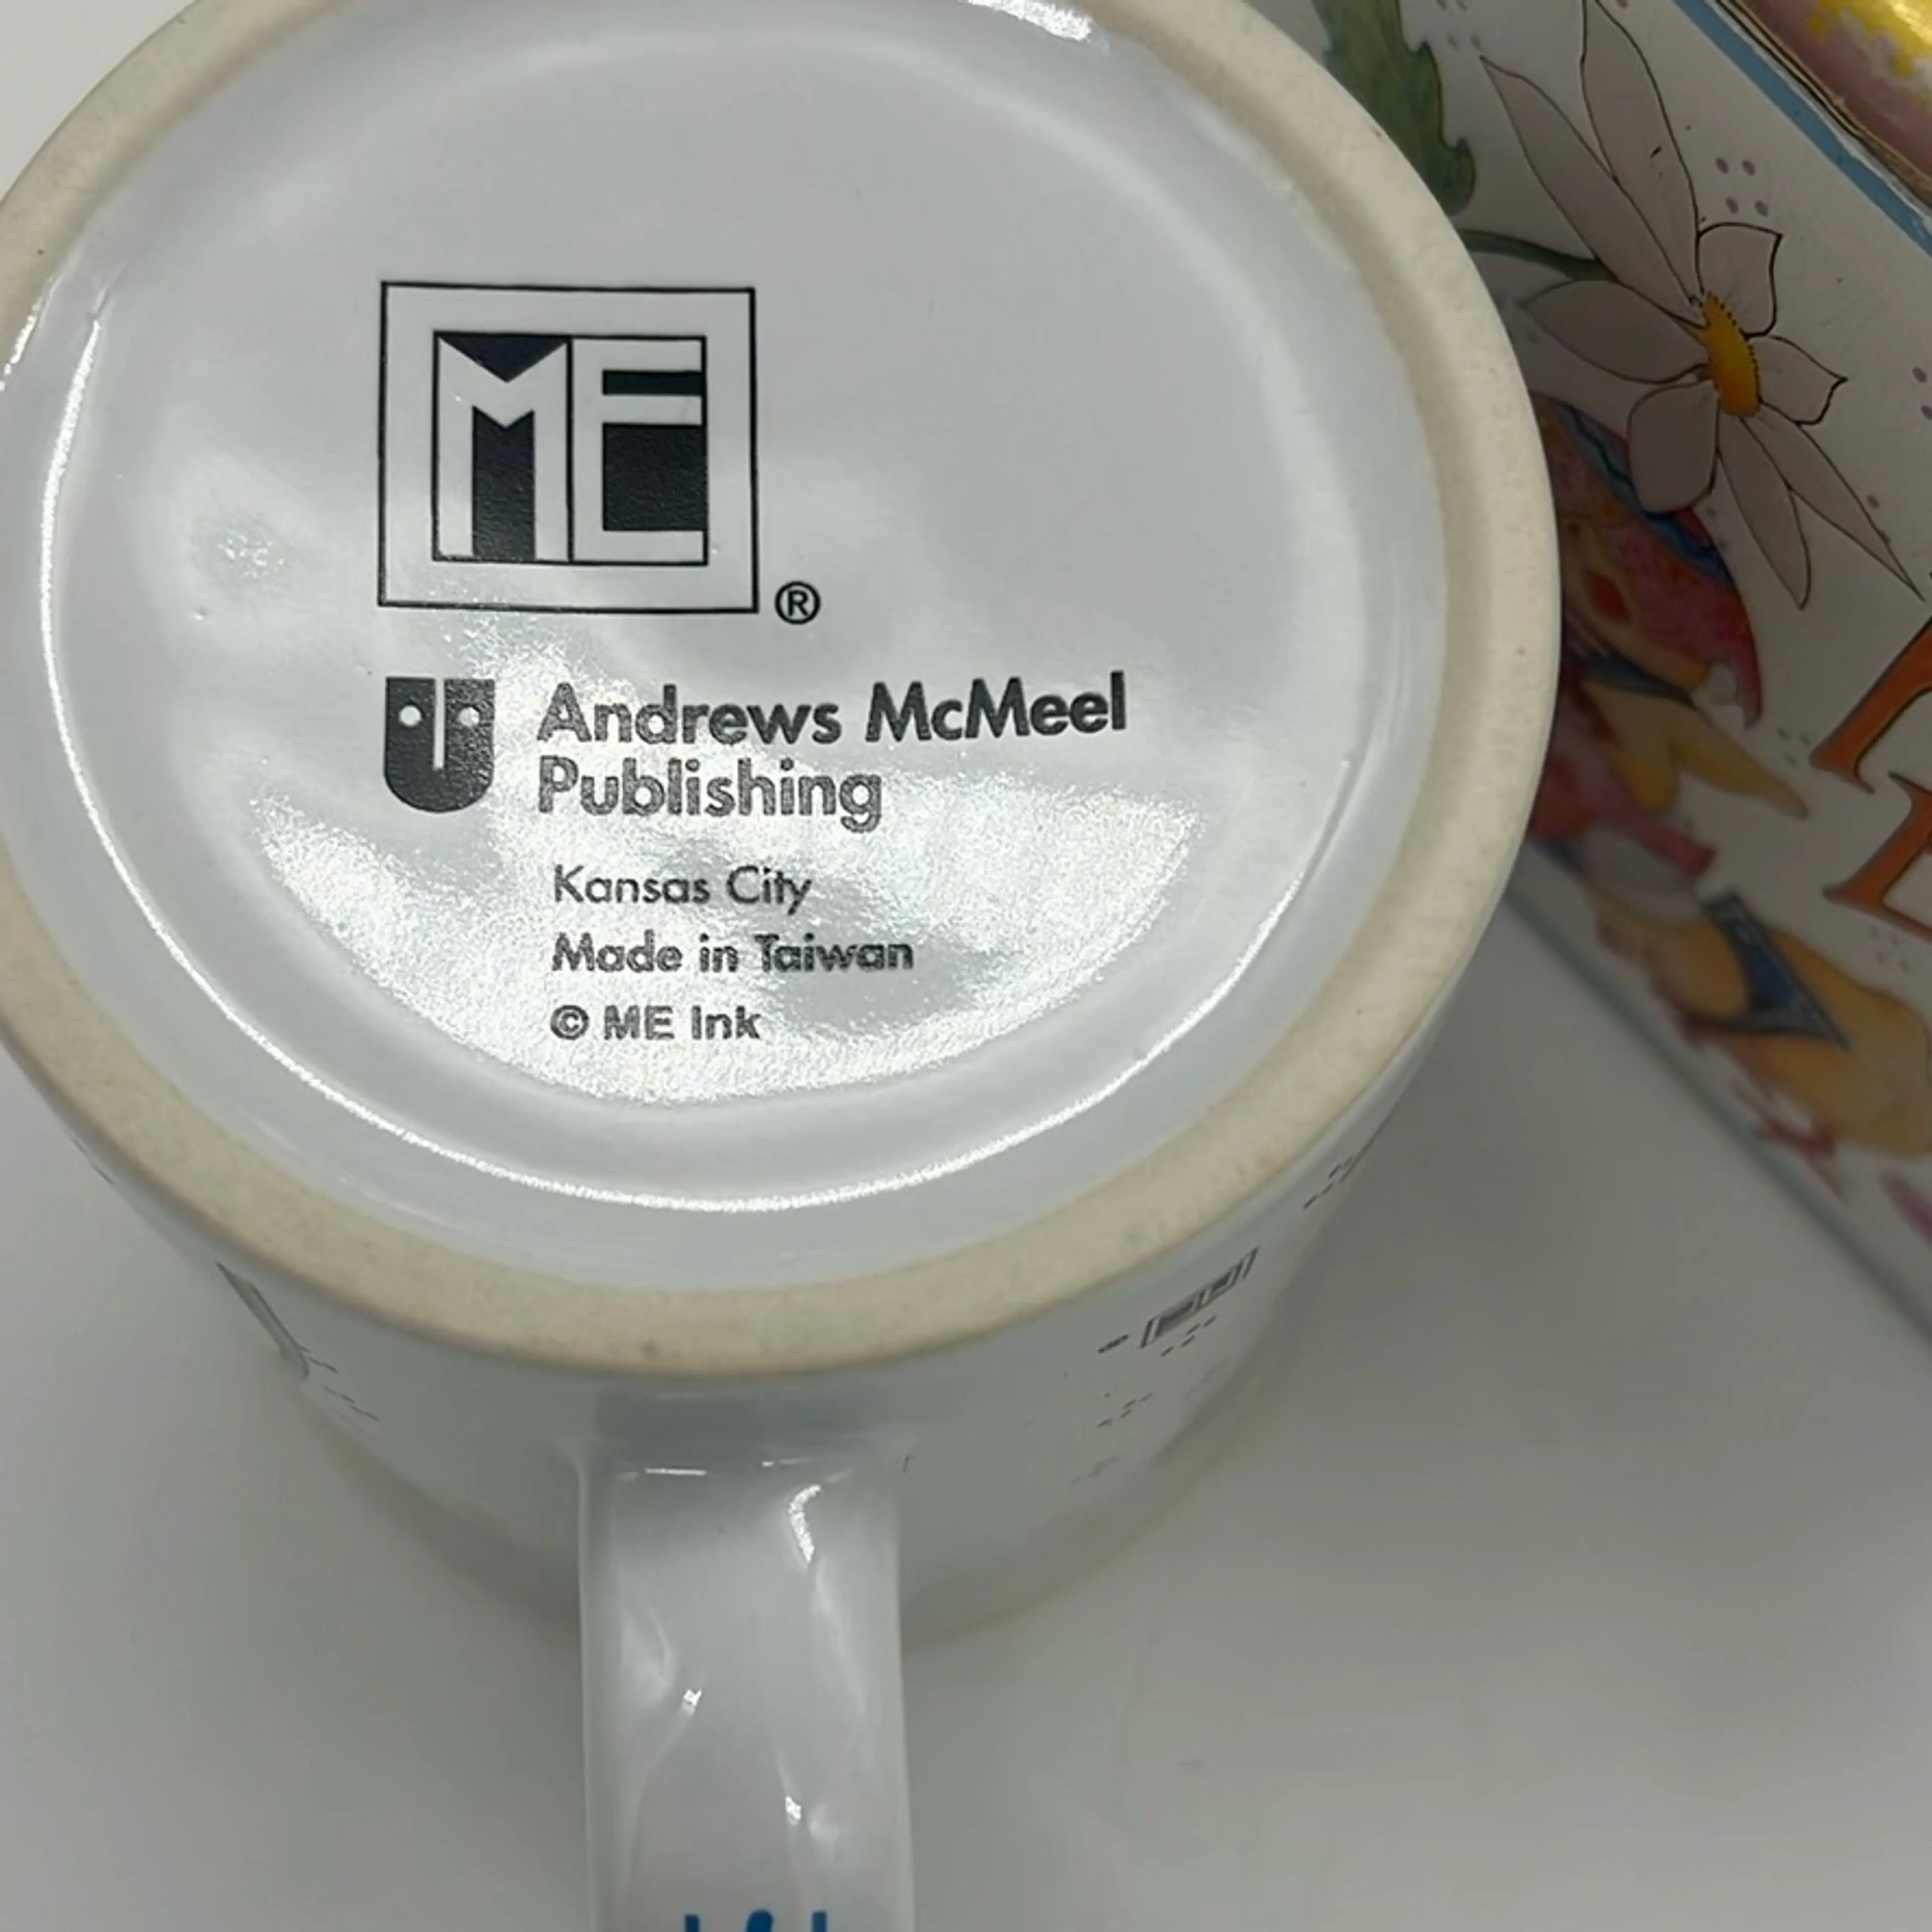 ME
®
Andrews McMeel
Publishing
Kansas City
Made in Taiwan
© ME Ink